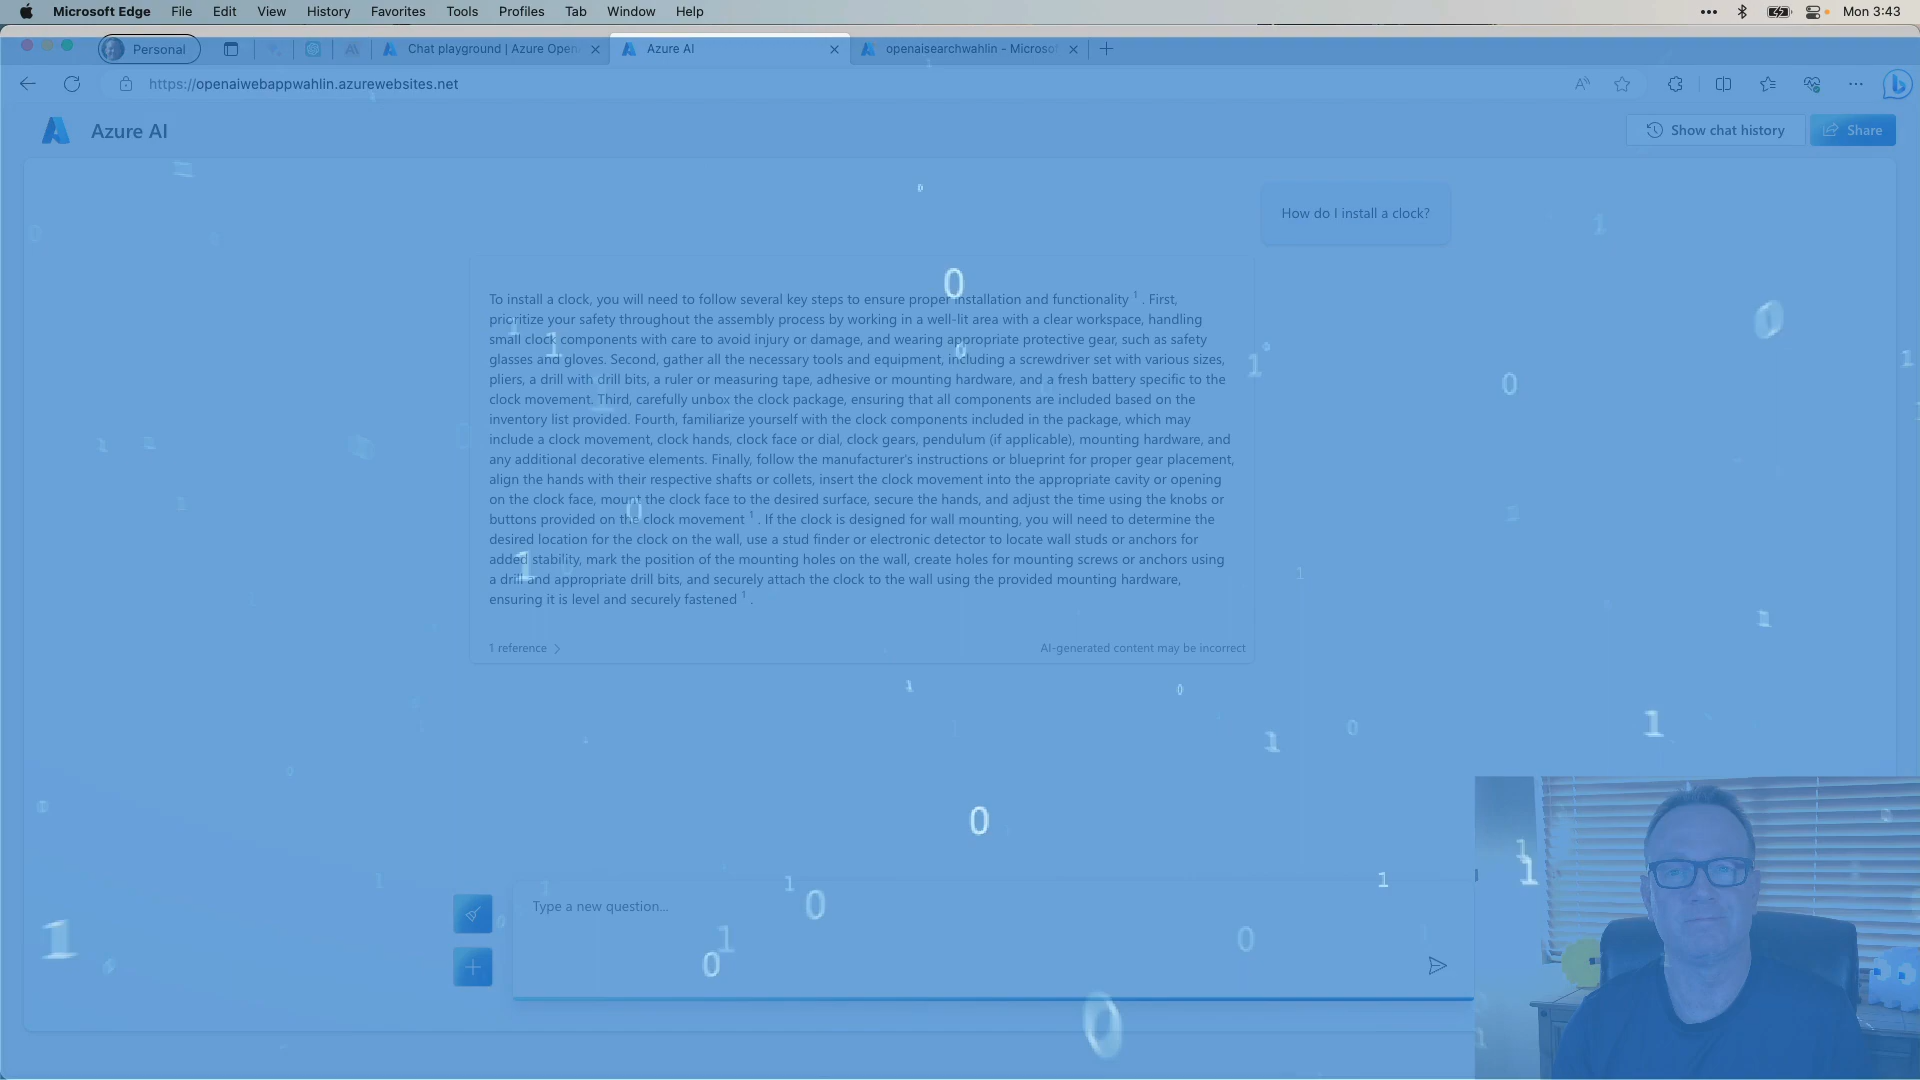 Microsoft Edge File Edit View History Favorites Tools Profiles Tab Window Help Mon 3:43
Personal Chat playground | Azure Open Azure AI openaisearchwahlin - Microsof
https://openaiwebappwahlin.azurewebsites.net
Azure AI Show chat history Share
How do I install a clock?
To install a clock, you will need to follow several key steps to ensure proper installation and functionality 1 . First,
prioritize your safety throughout the assembly process by working in a well-lit area with a clear workspace, handling
small clock components with care to avoid injury or damage, and wearing appropriate protective gear, such as safety
glasses and gloves. Second, gather all the necessary tools and equipment, including a screwdriver set with various sizes,
pliers, a drill with drill bits, a ruler or measuring tape, adhesive or mounting hardware, and a fresh battery specific to the
clock movement. Third, carefully unbox the clock package, ensuring that all components are included based on the
inventory list provided. Fourth, familiarize yourself with the clock components included in the package, which may
include a clock movement, clock hands, clock face or dial, clock gears, pendulum (if applicable), mounting hardware, and
any additional decorative elements. Finally, follow the manufacturer's instructions or blueprint for proper gear placement,
align the hands with their respective shafts or collets, insert the clock movement into the appropriate cavity or opening
on the clock face, mount the clock face to the desired surface, secure the hands, and adjust the time using the knobs or
buttons provided on the clock movement 1 . If the clock is designed for wall mounting, you will need to determine the
desired location for the clock on the wall, use a stud finder or electronic detector to locate wall studs or anchors for
added stability, mark the position of the mounting holes on the wall, create holes for mounting screws or anchors using
a drill and appropriate drill bits, and securely attach the clock to the wall using the provided mounting hardware,
ensuring it is level and securely fastened 1 .
1 reference AI-generated content may be incorrect
Type a new question...